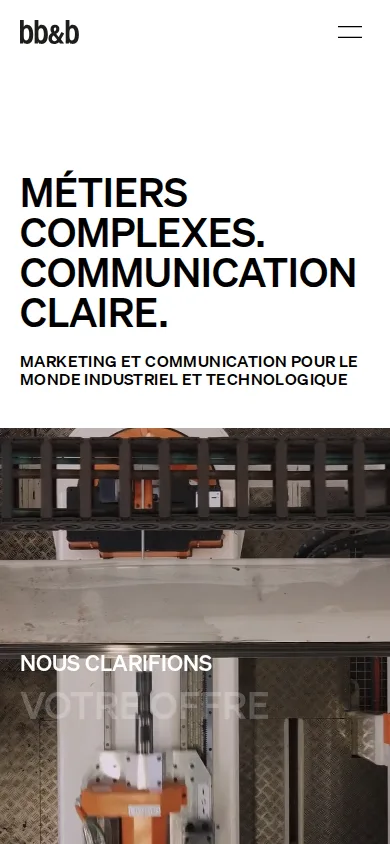 bb&b
MÉTIERS
COMPLEXES.
COMMUNICATION
CLAIRE.
MARKETING ET COMMUNICATION POUR LE
MONDE INDUSTRIEL ET TECHNOLOGIQUE
NOUS CLARIFIONS
VOTRE OFFRE